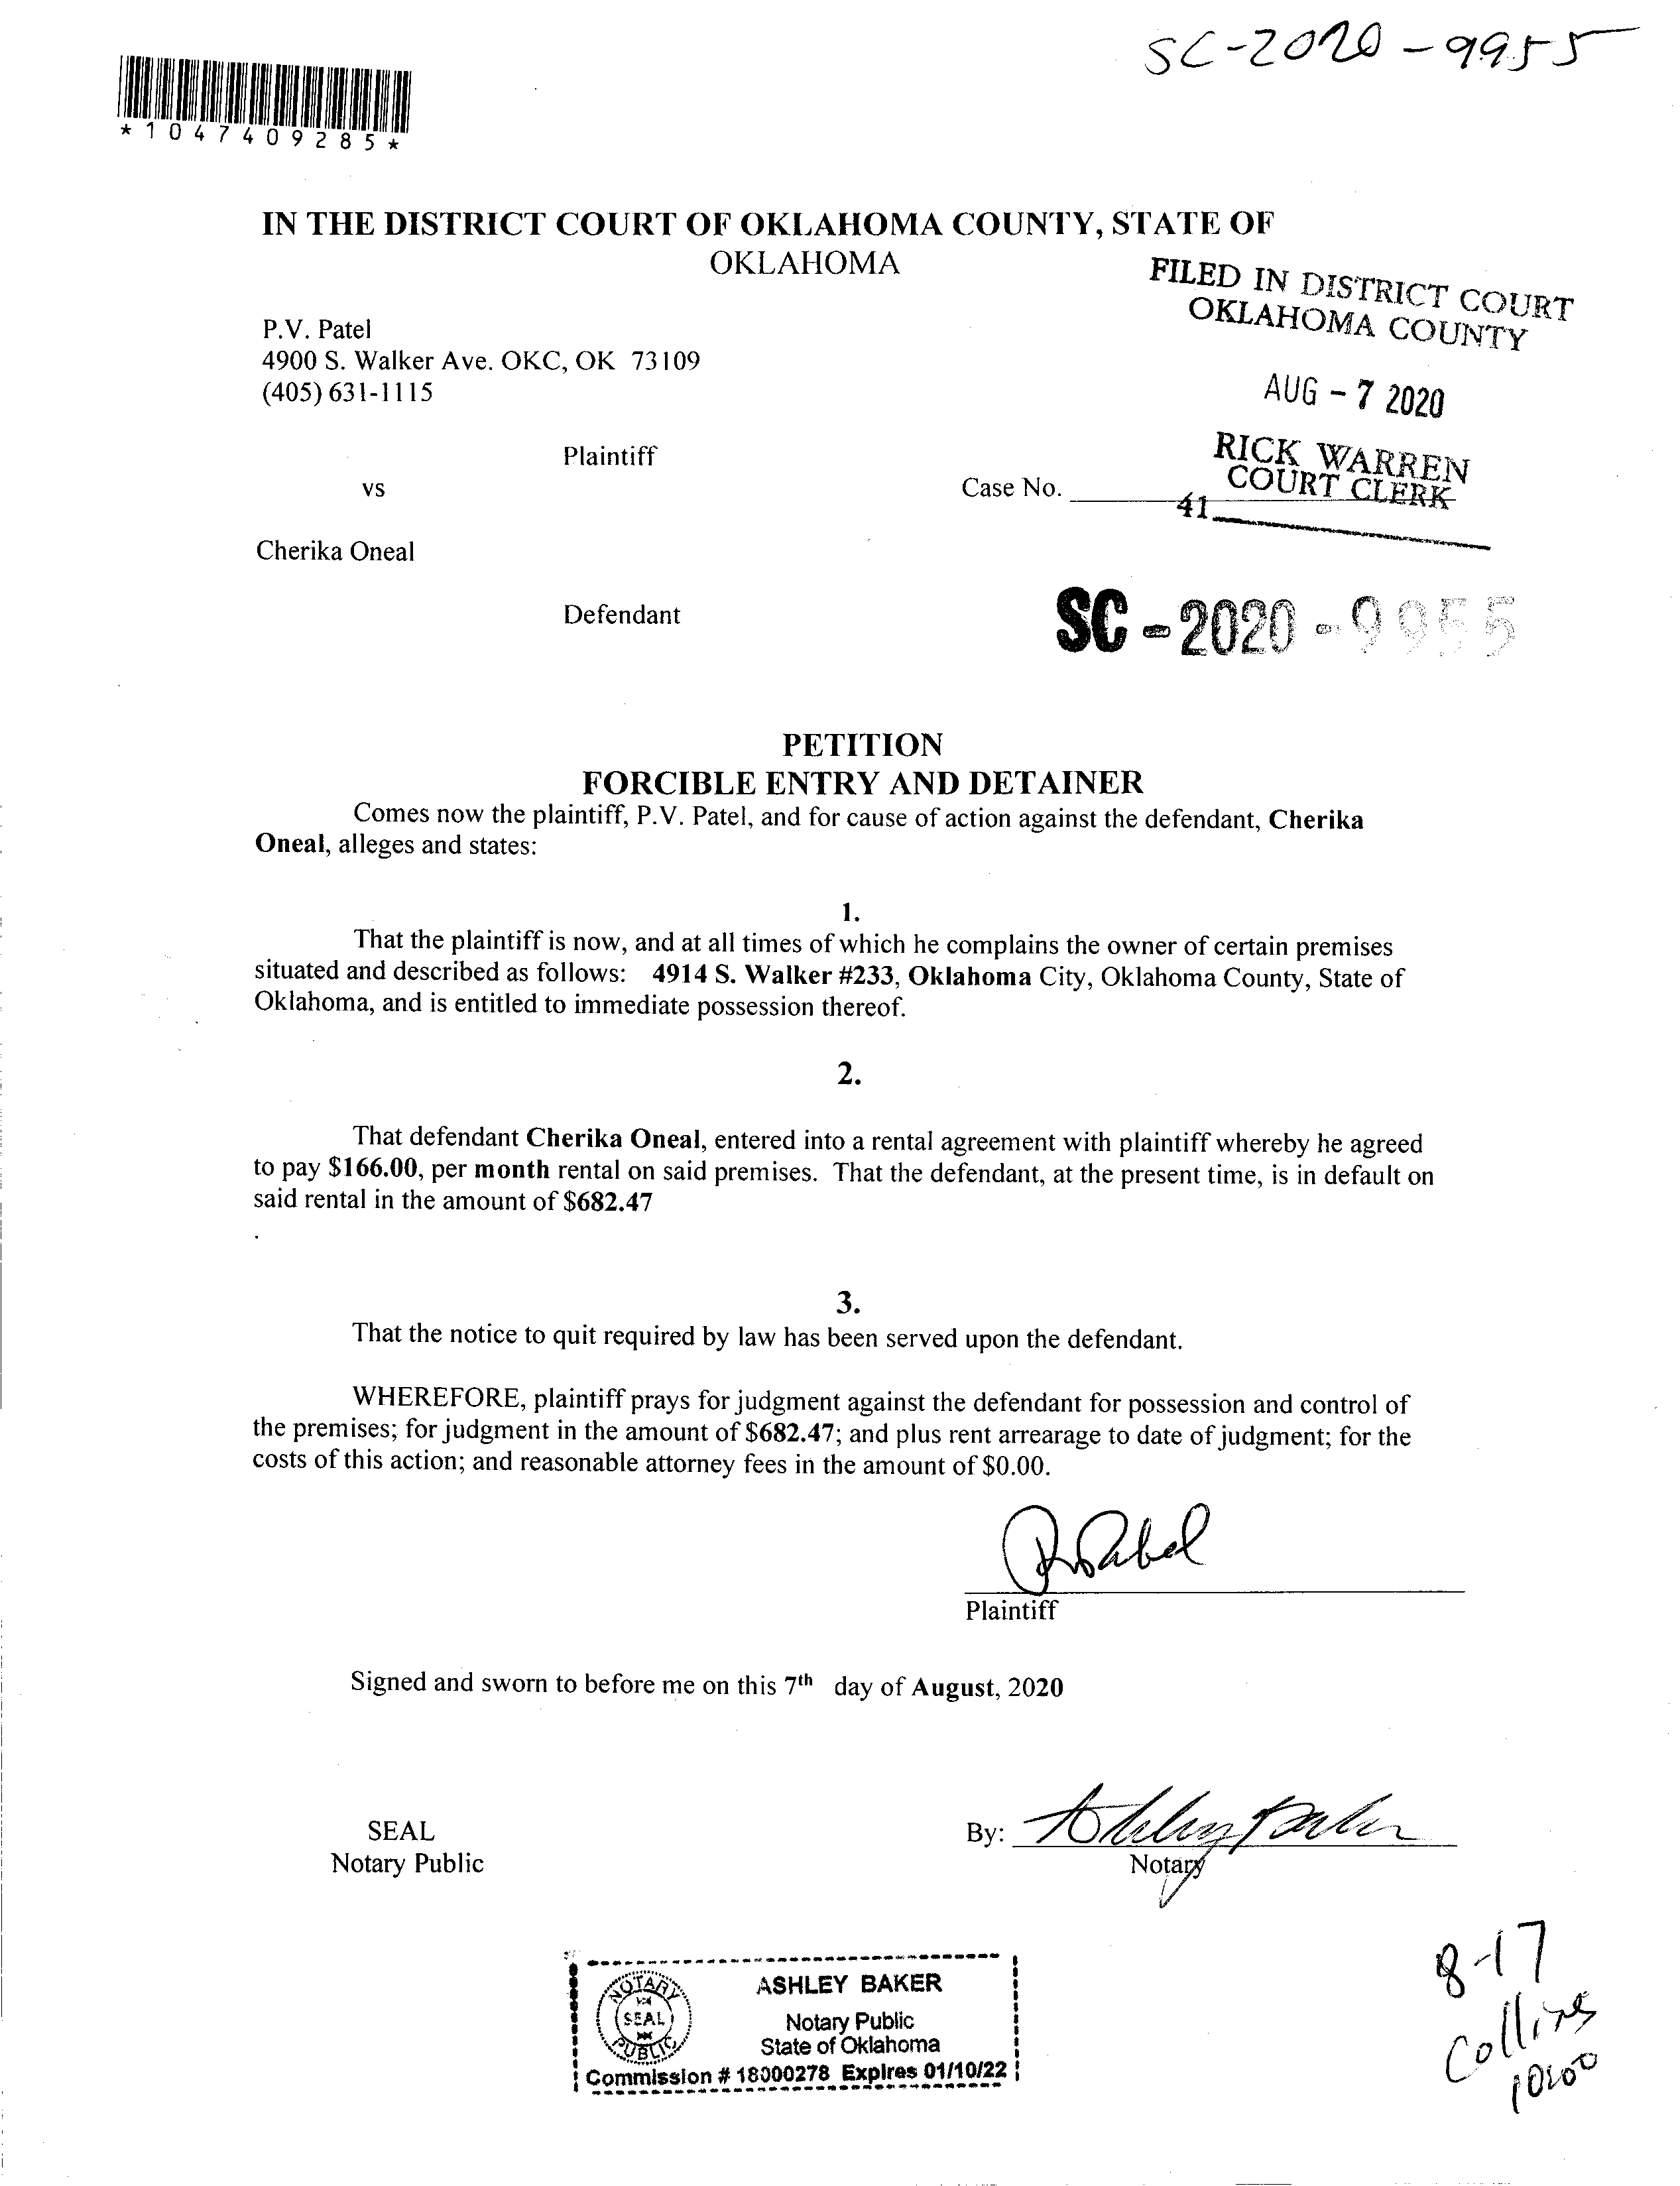 SC-2020-9955
*1047409285*
IN THE DISTRICT COURT OF OKLAHOMA COUNTY, STATE OF
OKLAHOMA
FILED IN DISTRICT COURT
OKLAHOMA COUNTY
P.V. Patel
4900 S. Walker Ave. OKC, OK 73109
(405) 631-1115
AUG - 7 2020
Plaintiff
RICK WARREN
COURT CLERK
vs
Case No.
41
Cherika Oneal
Defendant
SC - 2020 - 9955
PETITION
FORCIBLE ENTRY AND DETAINER
Comes now the plaintiff, P.V. Patel, and for cause of action against the defendant, Cherika
Oneal, alleges and states:
1.
That the plaintiff is now, and at all times of which he complains the owner of certain premises
situated and described as follows: 4914 S. Walker #233, Oklahoma City, Oklahoma County, State of
Oklahoma, and is entitled to immediate possession thereof.
2.
That defendant Cherika Oneal, entered into a rental agreement with plaintiff whereby he agreed
to pay $166.00, per month rental on said premises. That the defendant, at the present time, is in default on
said rental in the amount of $682.47
.
3.
That the notice to quit required by law has been served upon the defendant.
WHEREFORE, plaintiff prays for judgment against the defendant for possession and control of
the premises; for judgment in the amount of $682.47; and plus rent arrearage to date of judgment; for the
costs of this action; and reasonable attorney fees in the amount of $0.00.
Plaintiff
Signed and sworn to before me on this 7th day of August, 2020
SEAL
Notary Public
By: Ashley Baker
Notary
NOTARY
SEAL
PUBLIC
ASHLEY BAKER
Notary Public
State of Oklahoma
Commission # 18000278 Expires 01/10/22
8-17
Collins